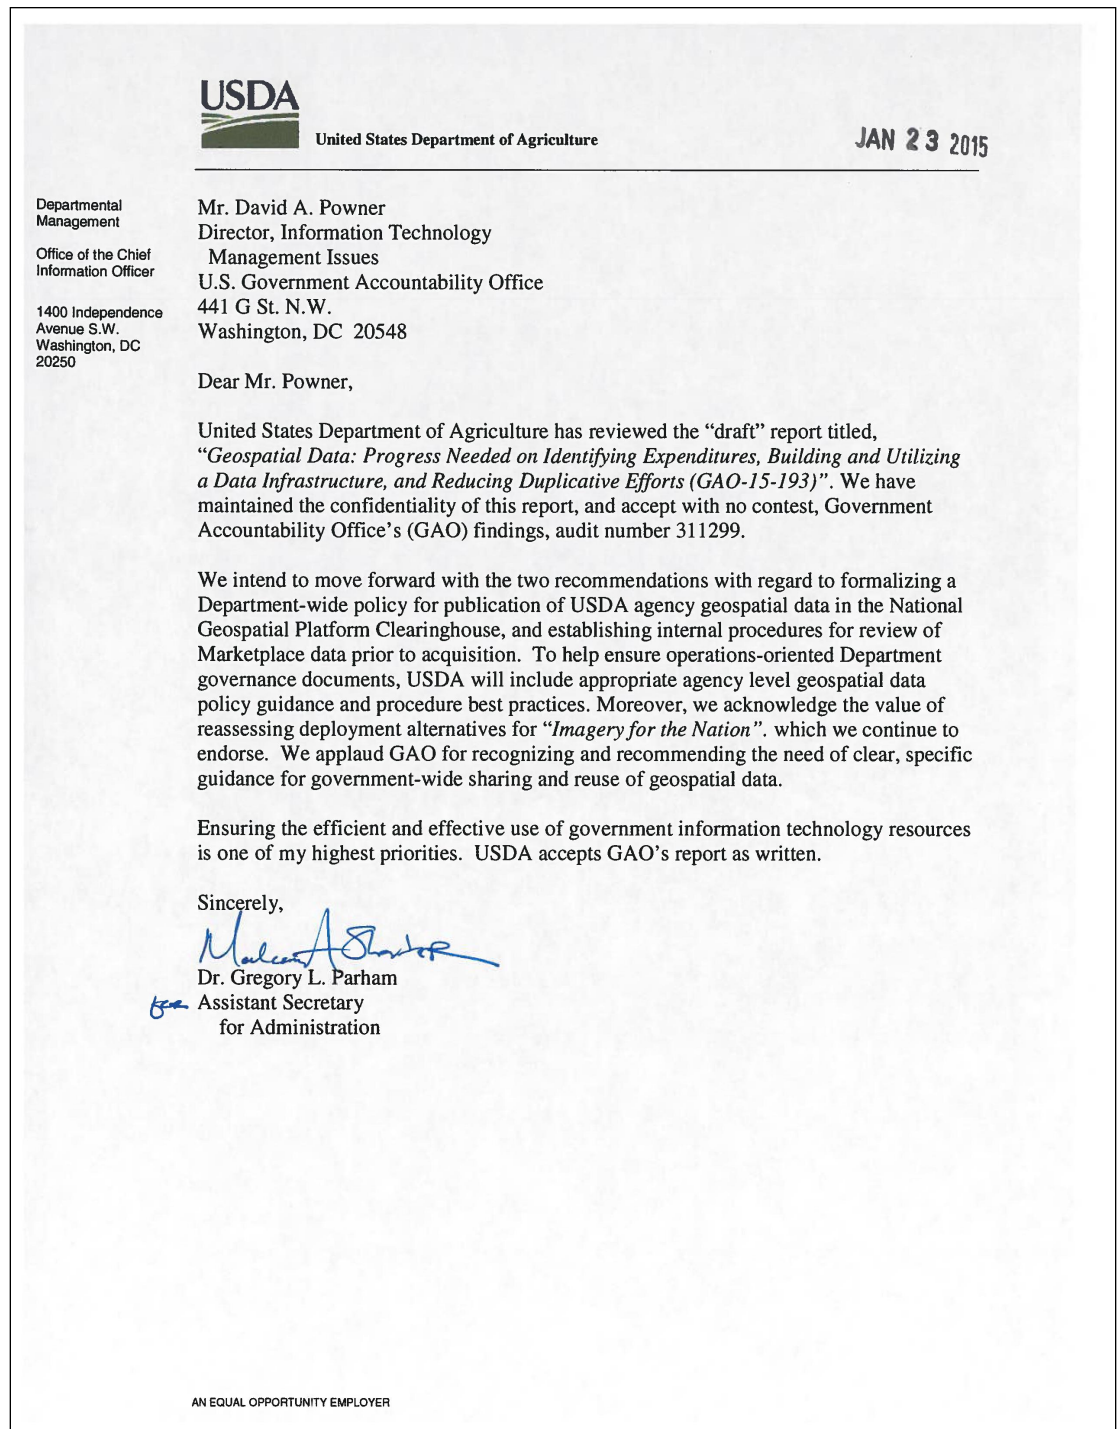 USDA
United States Department of Agriculture
JAN 23 2015
Departmental
Management
Office of the Chief
Information Officer
1400 Independence
Avenue S.W.
Washington, DC
20250
Mr. David A. Powner
Director, Information Technology
Management Issues
U.S. Government Accountability Office
441 G St. N.W.
Washington, DC 20548
Dear Mr. Powner,
United States Department of Agriculture has reviewed the “draft” report titled,
“Geospatial Data: Progress Needed on Identifying Expenditures, Building and Utilizing
a Data Infrastructure, and Reducing Duplicative Efforts (GAO-15-193)”. We have
maintained the confidentiality of this report, and accept with no contest, Government
Accountability Office's (GAO) findings, audit number 311299.
We intend to move forward with the two recommendations with regard to formalizing a
Department-wide policy for publication of USDA agency geospatial data in the National
Geospatial Platform Clearinghouse, and establishing internal procedures for review of
Marketplace data prior to acquisition. To help ensure operations-oriented Department
governance documents, USDA will include appropriate agency level geospatial data
policy guidance and procedure best practices. Moreover, we acknowledge the value of
reassessing deployment alternatives for “Imagery for the Nation”. which we continue to
endorse. We applaud GAO for recognizing and recommending the need of clear, specific
guidance for government-wide sharing and reuse of geospatial data.
Ensuring the efficient and effective use of government information technology resources
is one of my highest priorities. USDA accepts GAO's report as written.
Sincerely,
Dr. Gregory L. Parham
for Assistant Secretary
for Administration
AN EQUAL OPPORTUNITY EMPLOYER